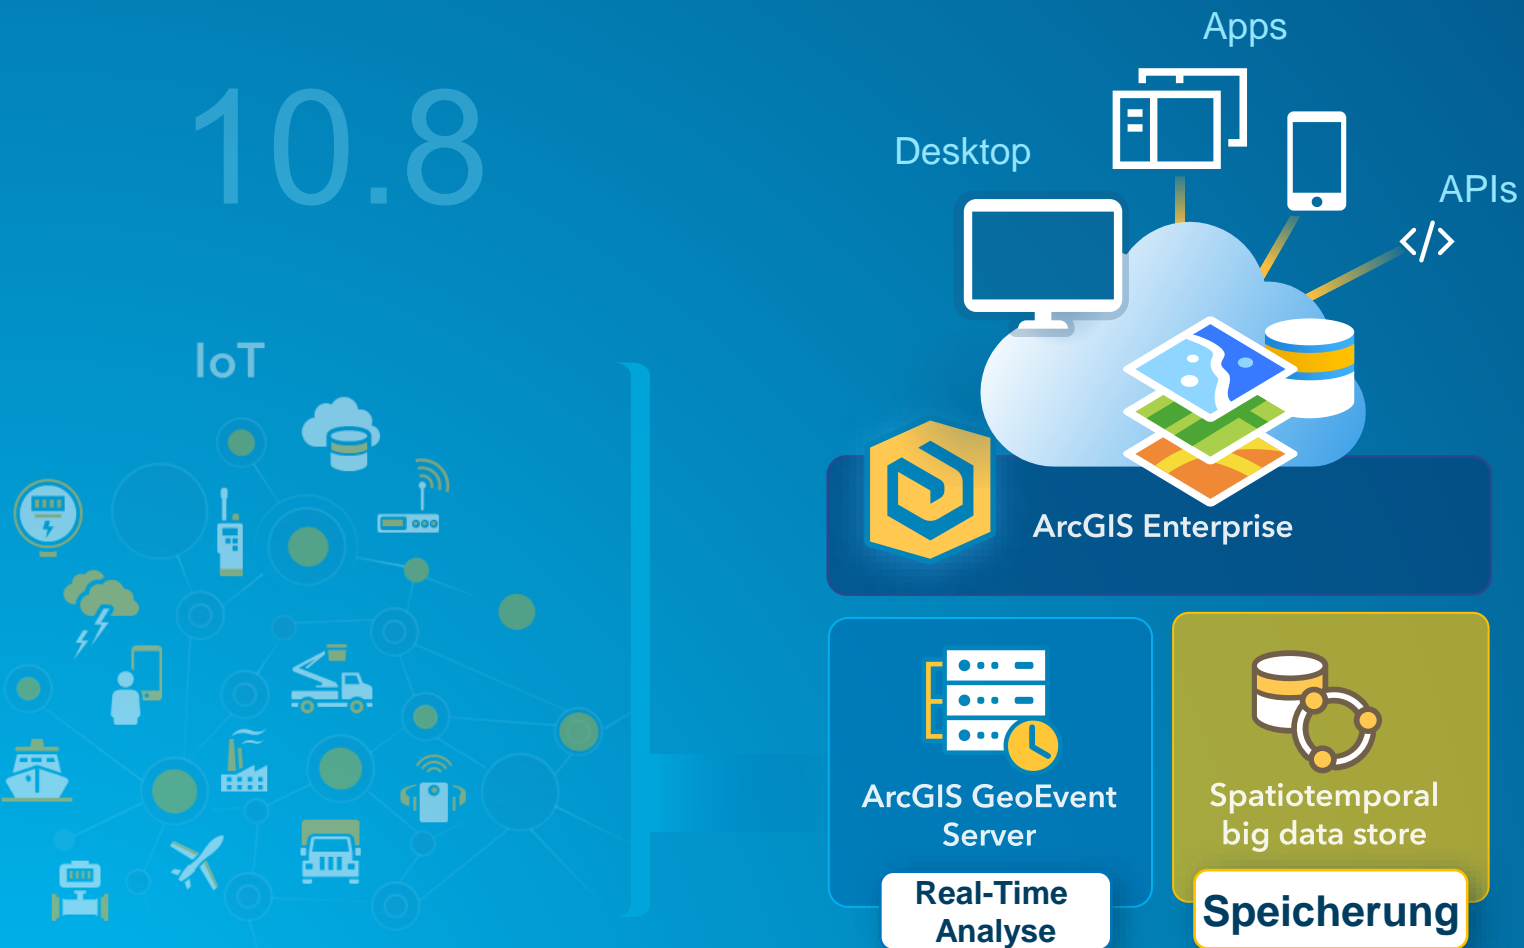 10.8
Apps
Desktop
APIs
</>
IoT
ArcGIS Enterprise
ArcGIS GeoEvent
Server
Real-Time
Analyse
Spatiotemporal
big data store
Speicherung